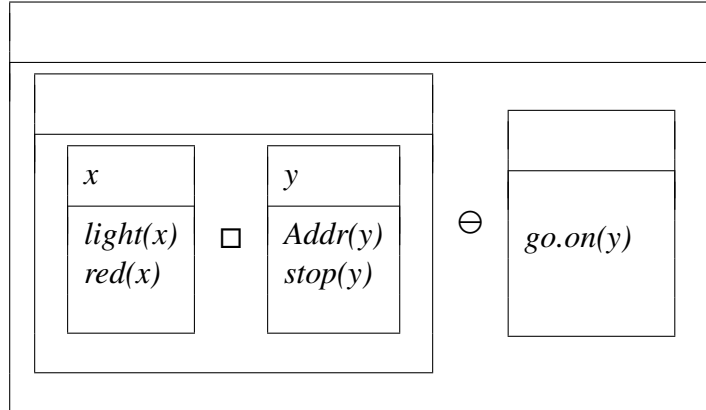 x
light(x)
red(x)
□
y
Addr(y)
stop(y)
⊖
go.on(y)